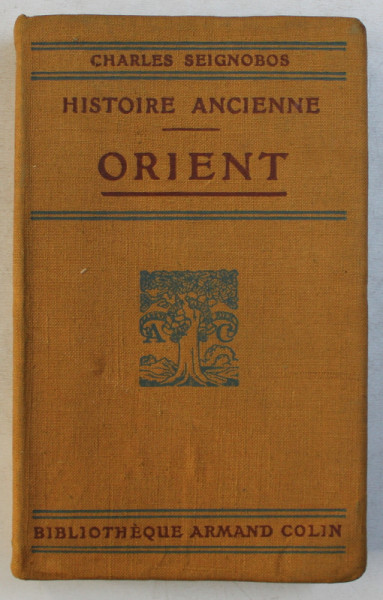 CHARLES SEIGNOBOS
HISTOIRE ANCIENNE
ORIENT
A C
BIBLIOTHÈQUE ARMAND COLIN